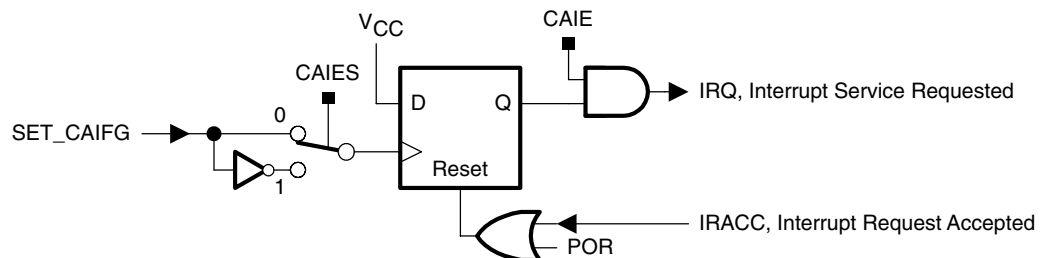 VCC
CAIE
CAIES
D
Q
IRQ, Interrupt Service Requested
0
SET_CAIFG
Reset
1
IRACC, Interrupt Request Accepted
POR